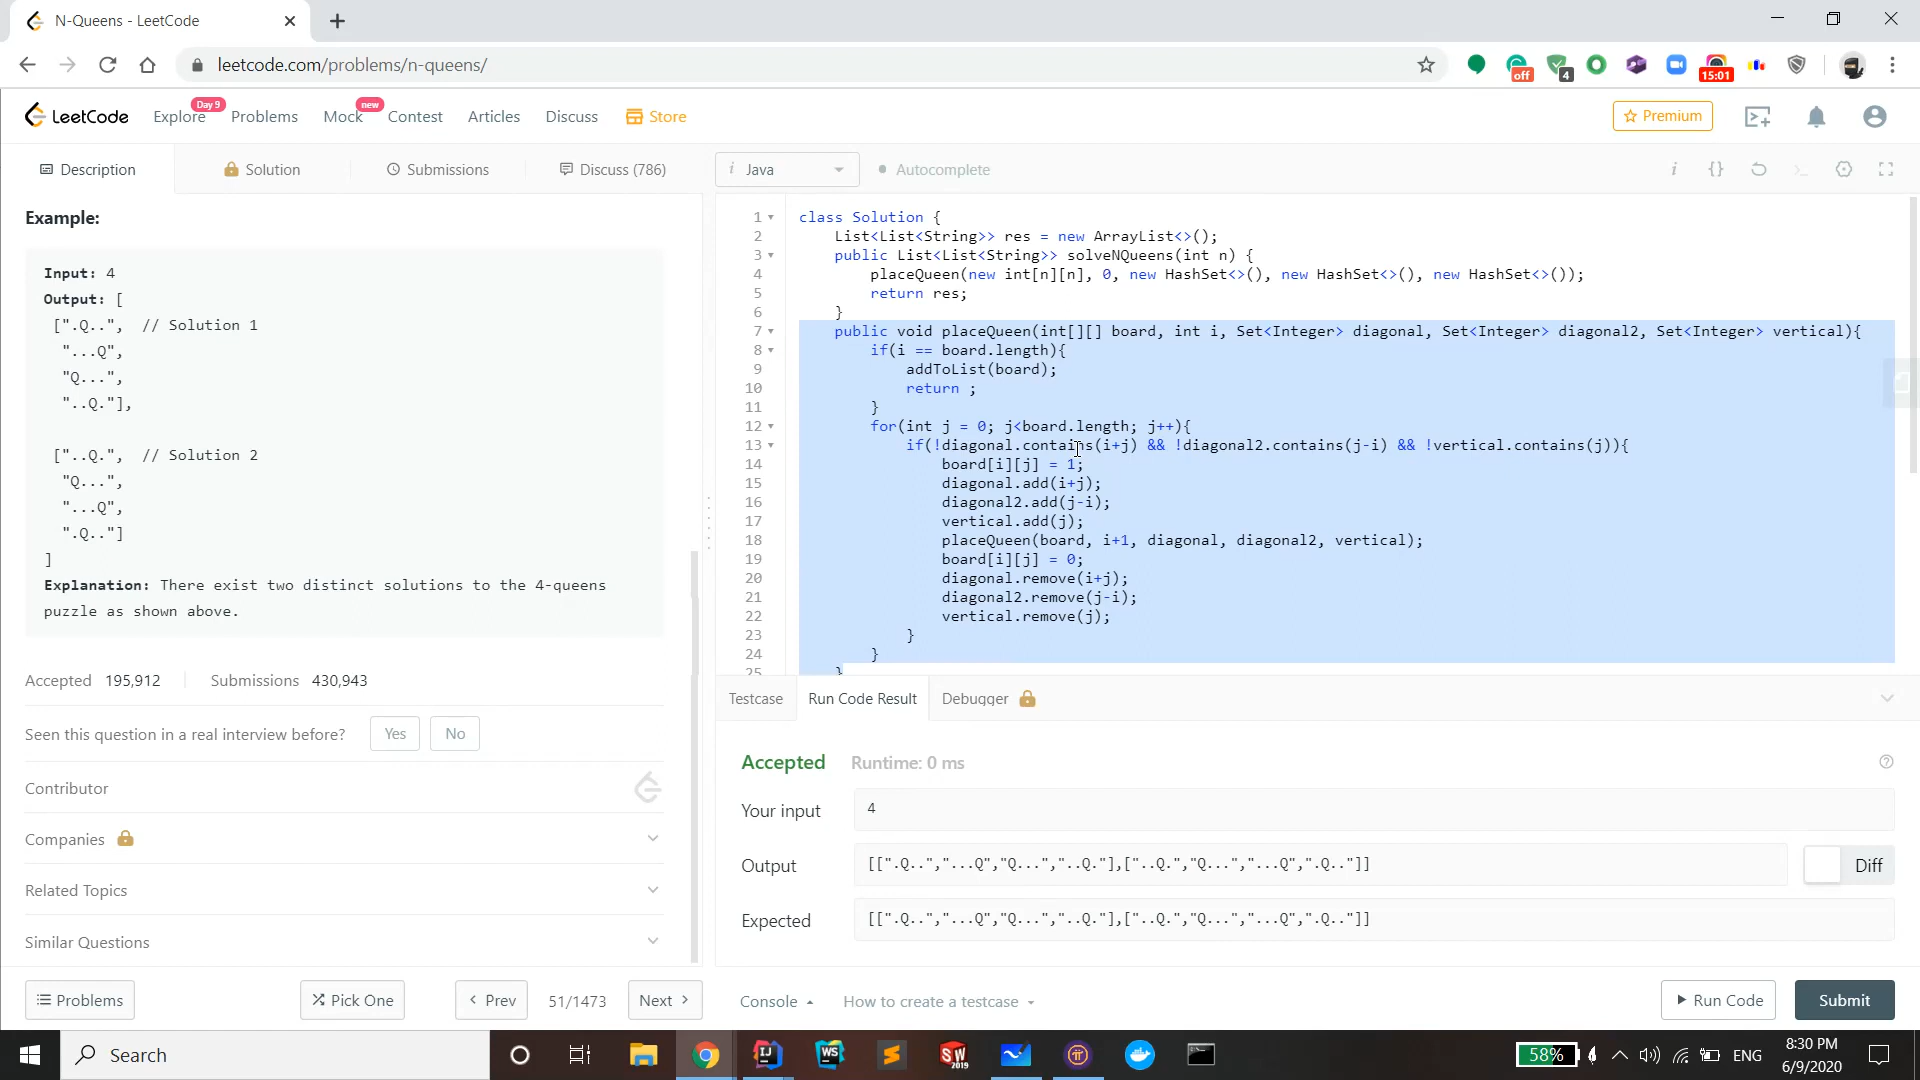 N-Queens - LeetCode
leetcode.com/problems/n-queens/
off
4
15:01
LeetCode
Explore
Day 9
Problems
Mock
new
Contest
Articles
Discuss
Store
Premium
Description
Solution
Submissions
Discuss (786)
i Java
Autocomplete
Example:
Input: 4
Output: [
[".Q..", // Solution 1
"...Q",
"Q...",
"..Q."],
["..Q.", // Solution 2
"Q...",
"...Q",
".Q.."]
]
Explanation: There exist two distinct solutions to the 4-queens
puzzle as shown above.
Accepted 195,912 Submissions 430,943
Seen this question in a real interview before? Yes No
Contributor
Companies
Related Topics
Similar Questions
Problems
Pick One
Prev
51/1473
Next
1 class Solution {
2 List<List<String>> res = new ArrayList<>();
3 public List<List<String>> solveNQueens(int n) {
4 placeQueen(new int[n][n], 0, new HashSet<>(), new HashSet<>(), new HashSet<>());
5 return res;
6 }
7 public void placeQueen(int[][] board, int i, Set<Integer> diagonal, Set<Integer> diagonal2, Set<Integer> vertical){
8 if(i == board.length){
9 addToList(board);
10 return ;
11 }
12 for(int j = 0; j<board.length; j++){
13 if(!diagonal.contains(i+j) && !diagonal2.contains(j-i) && !vertical.contains(j)){
14 board[i][j] = 1;
15 diagonal.add(i+j);
16 diagonal2.add(j-i);
17 vertical.add(j);
18 placeQueen(board, i+1, diagonal, diagonal2, vertical);
19 board[i][j] = 0;
20 diagonal.remove(i+j);
21 diagonal2.remove(j-i);
22 vertical.remove(j);
23 }
24 }
25 }
Testcase
Run Code Result
Debugger
Accepted Runtime: 0 ms
Your input 4
Output [[".Q..","...Q","Q...","..Q."],["..Q.","Q...","...Q",".Q.."]]
Diff
Expected [[".Q..","...Q","Q...","..Q."],["..Q.","Q...","...Q",".Q.."]]
Console
How to create a testcase
Run Code
Submit
Search
WS
SW
2019
58%
ENG
8:30 PM
6/9/2020